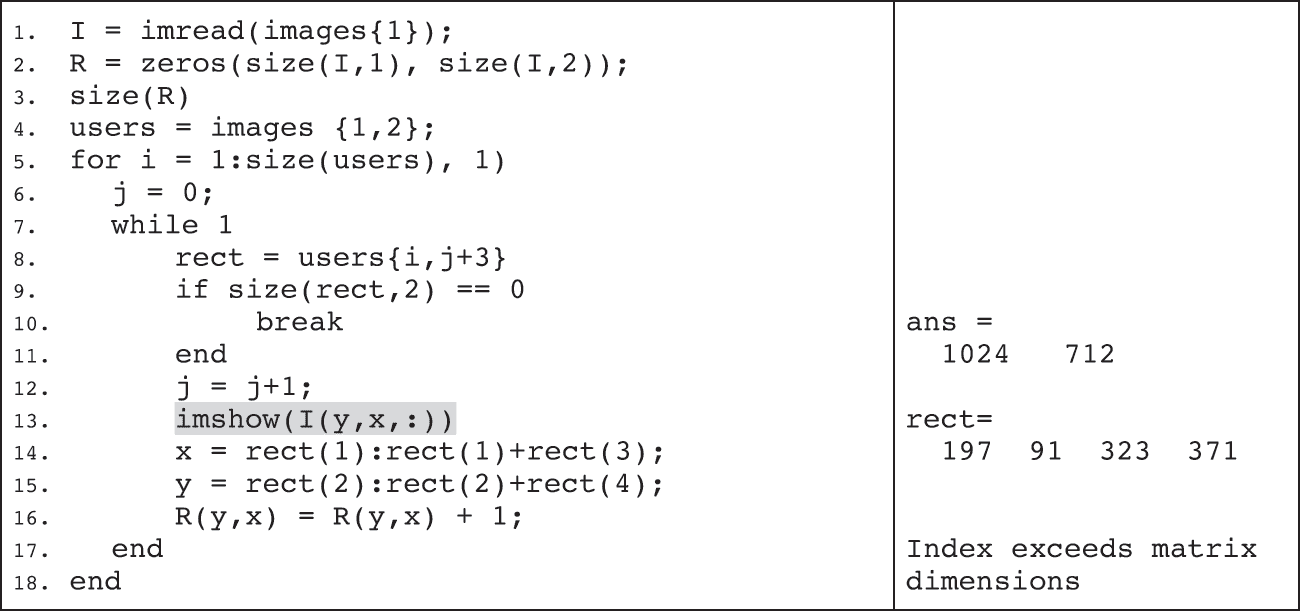 1. I = imread(images{1});
2. R = zeros(size(I,1), size(I,2));
3. size(R)
4. users = images {1,2};
5. for i = 1:size(users), 1)
6. j = 0;
7. while 1
8. rect = users{i,j+3}
9. if size(rect,2) == 0
10. break
11. end
12. j = j+1;
13. imshow(I(y,x,:))
14. x = rect(1):rect(1)+rect(3);
15. y = rect(2):rect(2)+rect(4);
16. R(y,x) = R(y,x) + 1;
17. end
18. end
ans =
1024 712
rect=
197 91 323 371
Index exceeds matrix
dimensions